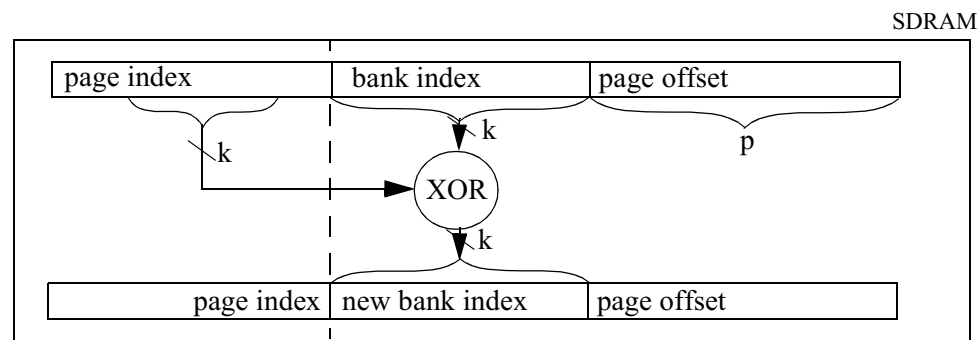 SDRAM
page index bank index page offset
k k p
XOR
k
page index new bank index page offset